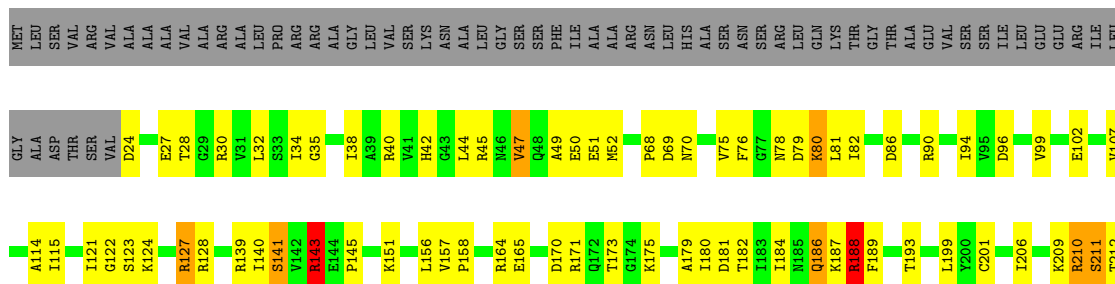 MET LEU SER VAL ARG VAL ALA ALA ALA VAL ALA ARG ALA LEU PRO ARG ARG ALA GLY LEU VAL SER LYS ASN ALA LEU GLY SER SER PHE ILE ALA ALA ARG ASN LEU HIS ALA SER ASN SER ARG LEU GLN LYS THR GLY THR ALA GLU VAL SER SER ILE LEU GLU GLU ARG ILE LEU
GLY ALA ASP THR SER VAL D24 E27 T28 G29 R30 V31 L32 S33 I34 G35 I38 A39 R40 V41 H42 G43 L44 R45 N46 V47 Q48 A49 E50 E51 M52 P68 D69 N70 V75 F76 G77 N78 D79 K80 L81 I82 D86 R90 I94 V95 D96 V99 E102 V107
A114 I115 I121 G122 S123 K124 R127 R128 R139 I140 S141 V142 R143 E144 P145 K151 L156 V157 P158 R164 E165 D170 R171 Q172 T173 G174 K175 A179 I180 D181 T182 I183 I184 N185 Q186 K187 R188 F189 T193 L199 Y200 C201 I206 K209 R210 S211